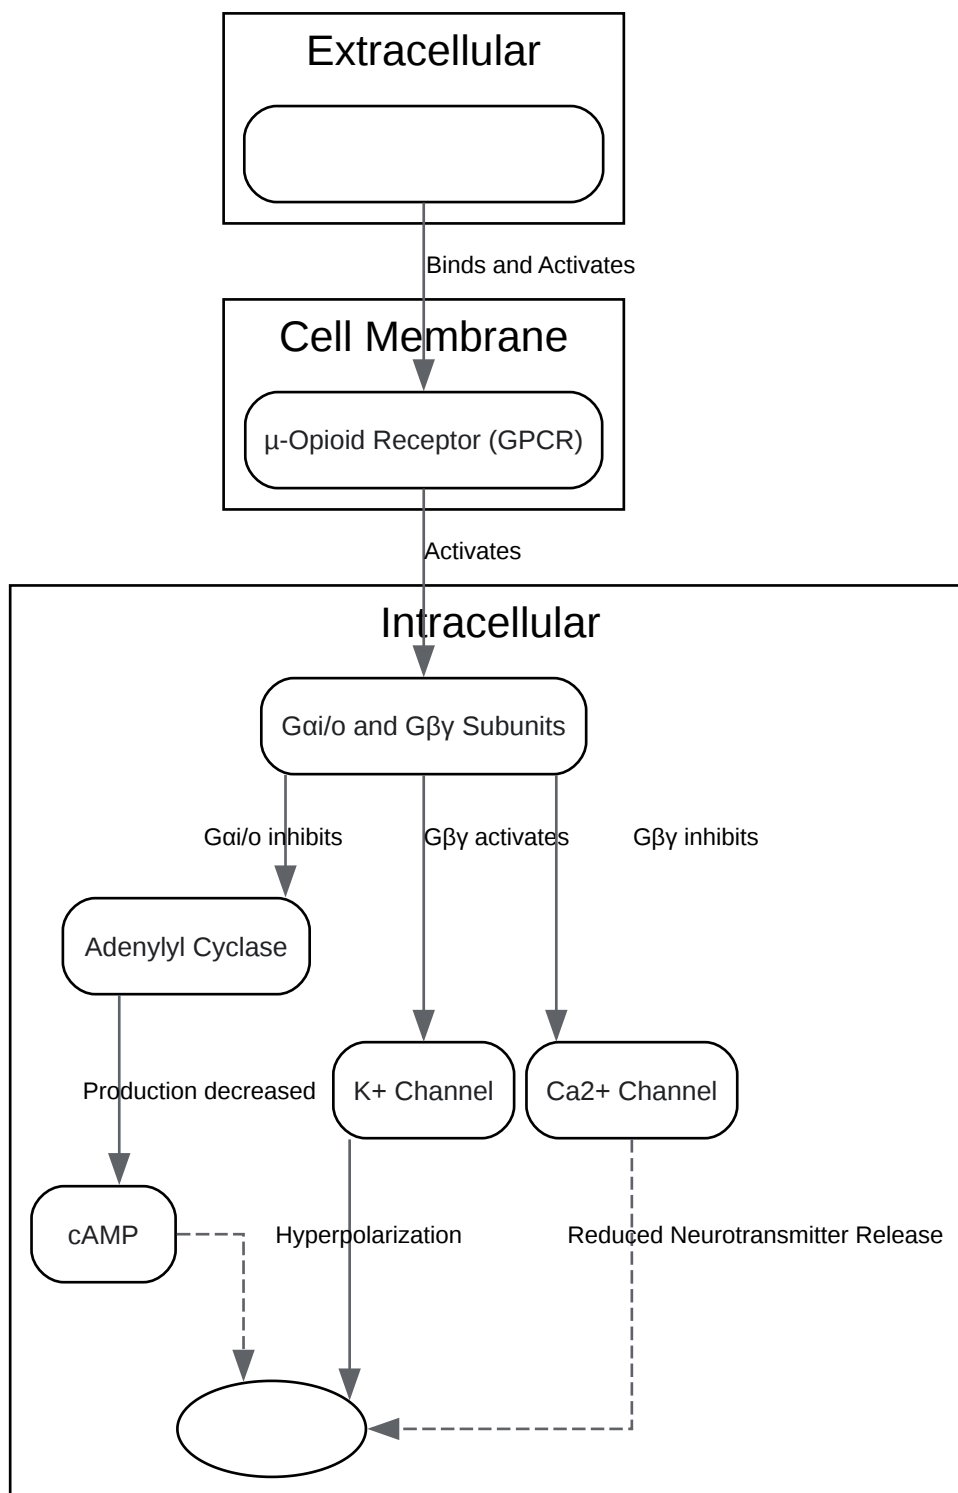 Extracellular
Binds and Activates
Cell Membrane
µ-Opioid Receptor (GPCR)
Activates
Intracellular
Gαi/o and Gβγ Subunits
Gαi/o inhibits
Gβγ activates
Gβγ inhibits
Adenylyl Cyclase
Production decreased
K+ Channel
Ca2+ Channel
cAMP
Hyperpolarization
Reduced Neurotransmitter Release